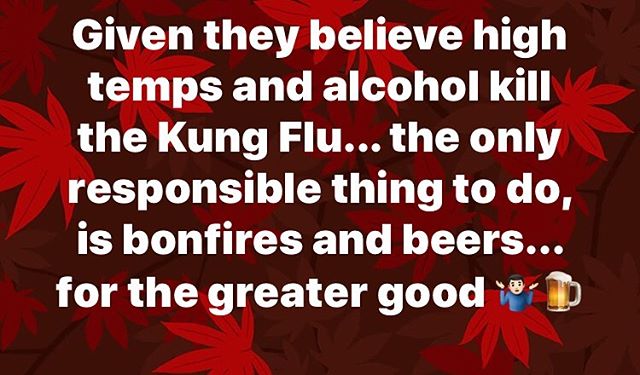 Given they believe high
temps and alcohol kill
the Kung Flu... the only
responsible thing to do,
is bonfires and beers...
for the greater good 🤷🏻‍♂️🍺